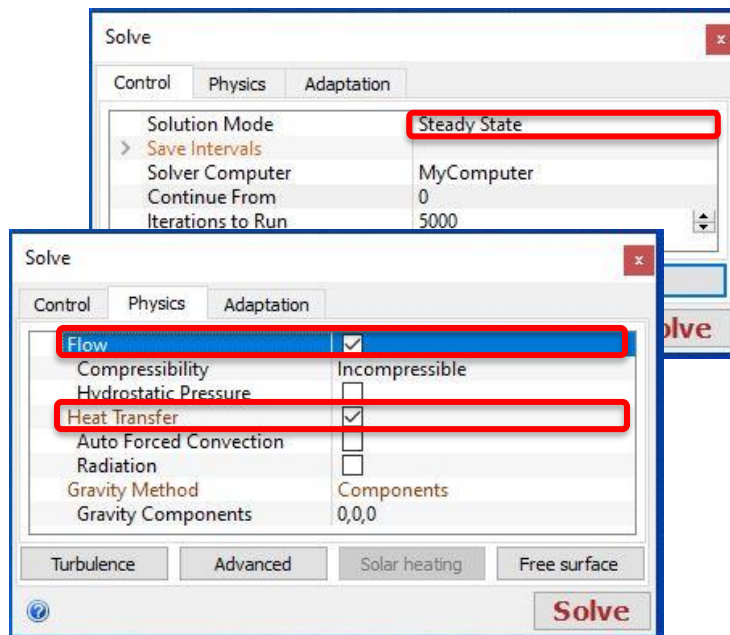 Solve
x
Control Physics Adaptation
Solution Mode Steady State
Save Intervals
Solver Computer MyComputer
Continue From 0
Iterations to Run 5000
Solve
x
Control Physics Adaptation
Flow
Compressibility Incompressible
Hydrostatic Pressure
Heat Transfer
Auto Forced Convection
Radiation
Gravity Method Components
Gravity Components 0,0,0
Turbulence Advanced Solar heating Free surface
? Solve
olve